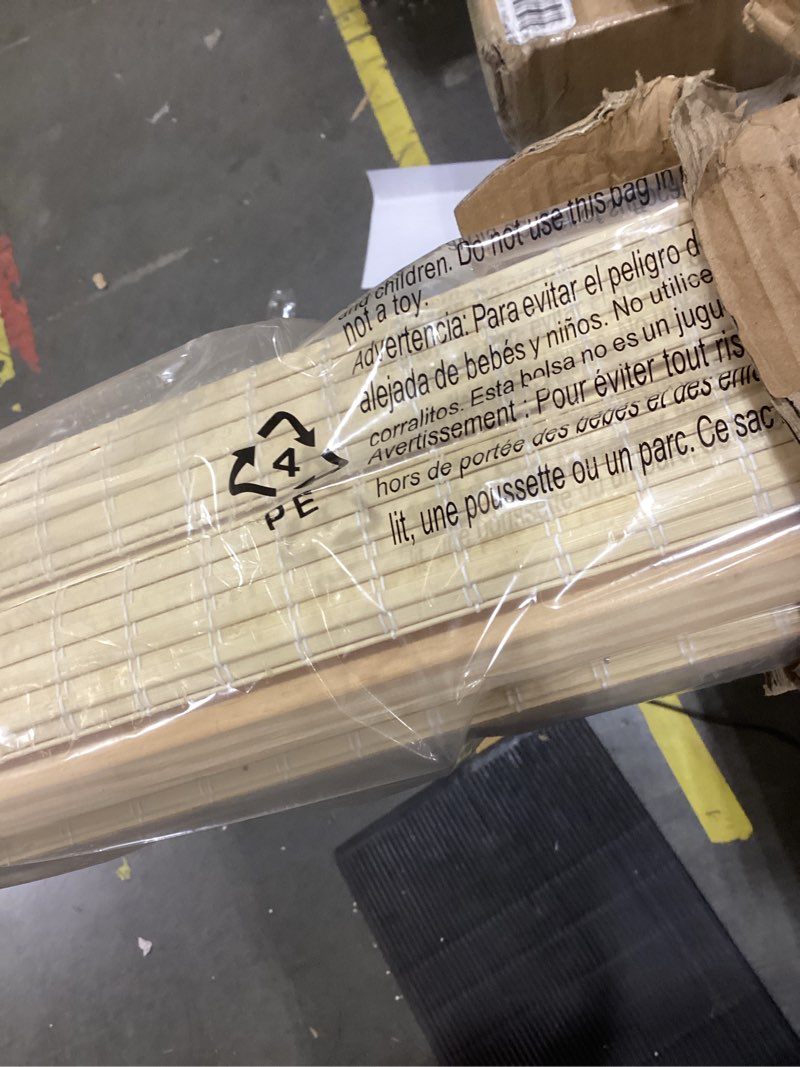 and children. Do not use this bag in
not a toy.
Advertencia: Para evitar el peligro d
alejada de bebés y niños. No utilice
corralitos. Esta bolsa no es un jugu
Avertissement : Pour éviter tout ris
hors de portée des bébés et des
lit, une poussette ou un parc. Ce sac
4
PE